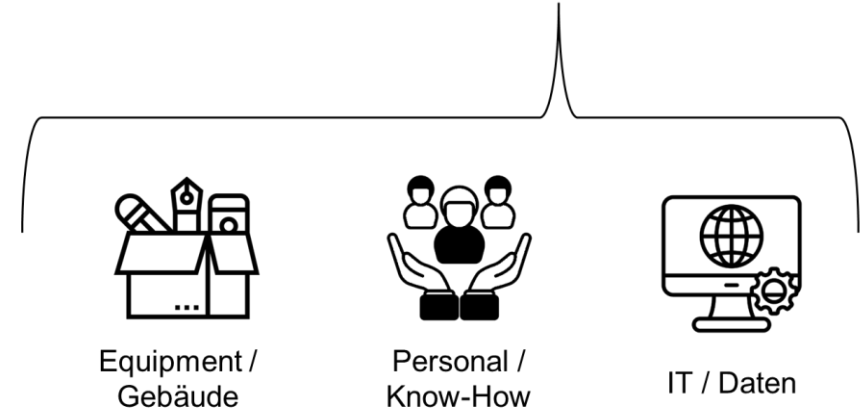 Equipment /
Gebäude
Personal /
Know-How
IT / Daten